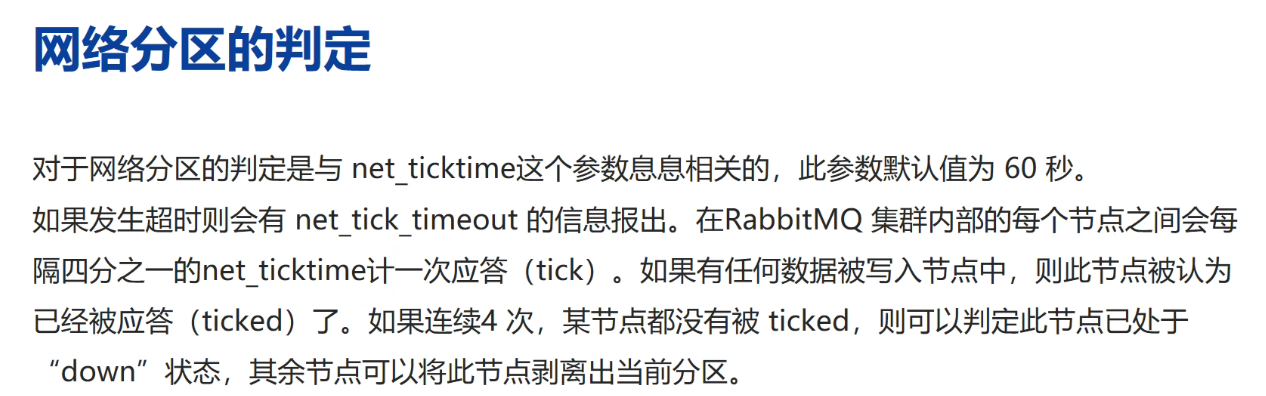 网络分区的判定
对于网络分区的判定是与 net_ticktime这个参数息息相关的，此参数默认值为 60 秒。
如果发生超时则会有 net_tick_timeout 的信息报出。在RabbitMQ 集群内部的每个节点之间会每
隔四分之一的net_ticktime计一次应答（tick）。如果有任何数据被写入节点中，则此节点被认为
已经被应答（ticked）了。如果连续4 次，某节点都没有被 ticked，则可以判定此节点已处于
“down”状态，其余节点可以将此节点剥离出当前分区。